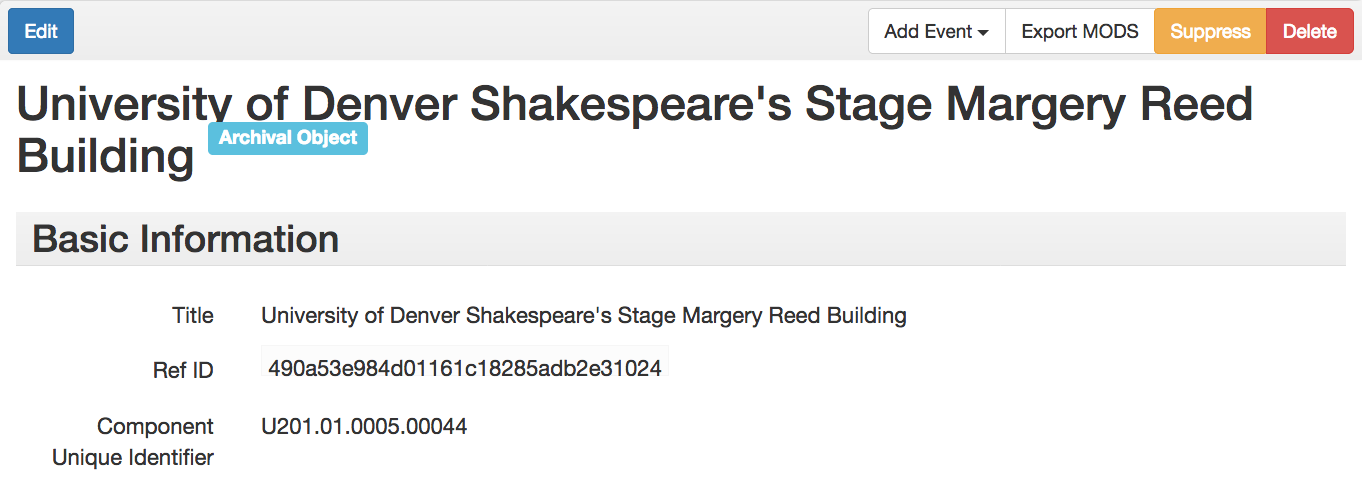 Edit
Add Event
Export MODS
Suppress
Delete
University of Denver Shakespeare's Stage Margery Reed
Building Archival Object
Basic Information
Title University of Denver Shakespeare's Stage Margery Reed Building
Ref ID 490a53e984d01161c18285adb2e31024
Component U201.01.0005.00044
Unique Identifier